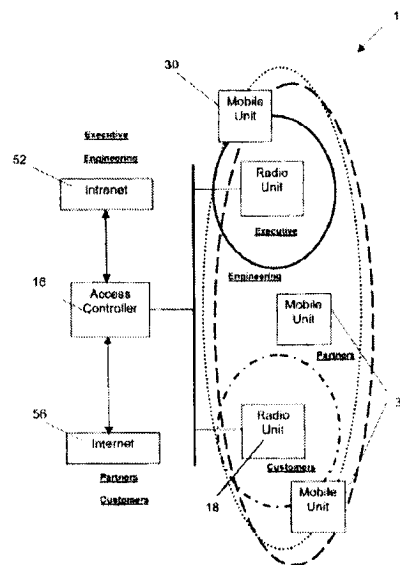 1
30
Mobile
Unit
Executive
Engineering
52
Intranet
Radio
Unit
Executive
Engineering
16
Access
Controller
Mobile
Unit
Partners
3
56
Internet
Radio
Unit
Partners
Customers
Customers
18
Mobile
Unit